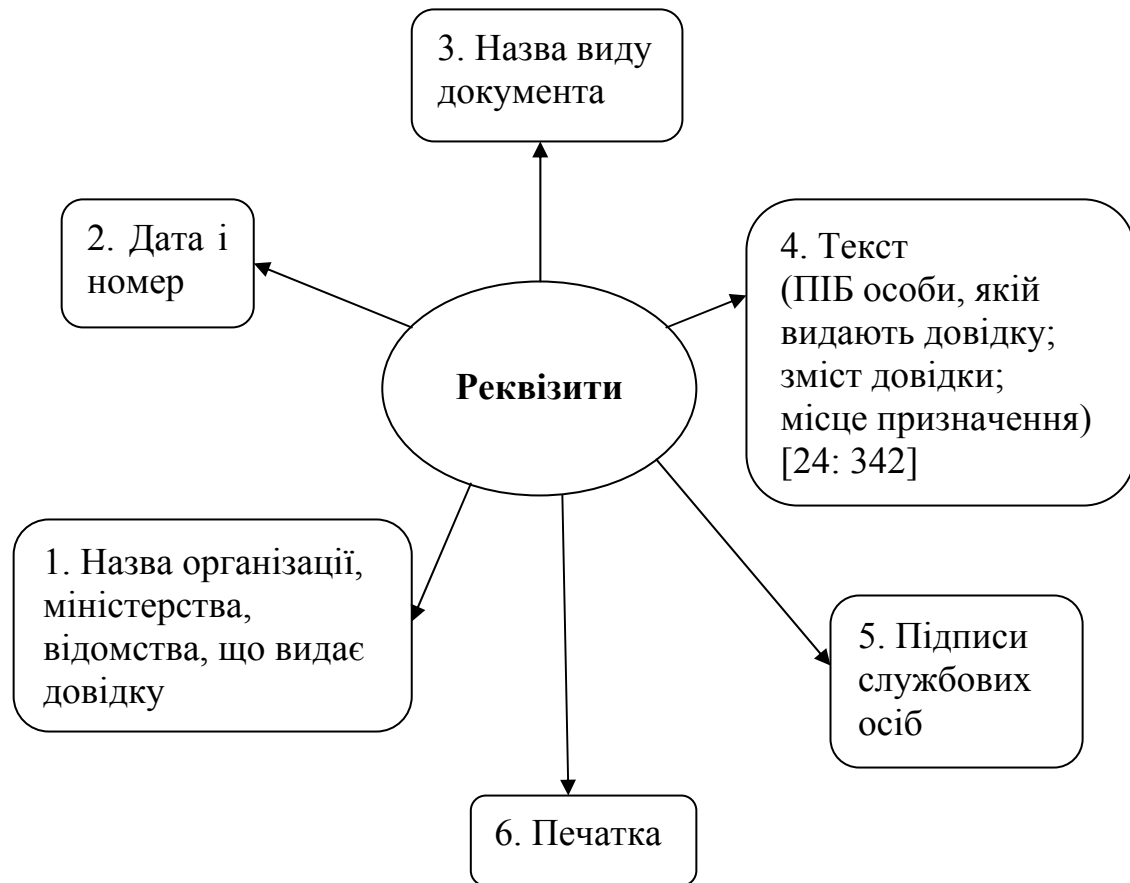 3. Назва виду
документа
2. Дата і
номер
4. Текст
(ПІБ особи, якій
видають довідку;
зміст довідки;
місце призначення)
[24: 342]
Реквізити
1. Назва організації,
міністерства,
відомства, що видає
довідку
5. Підписи
службових
осіб
6. Печатка